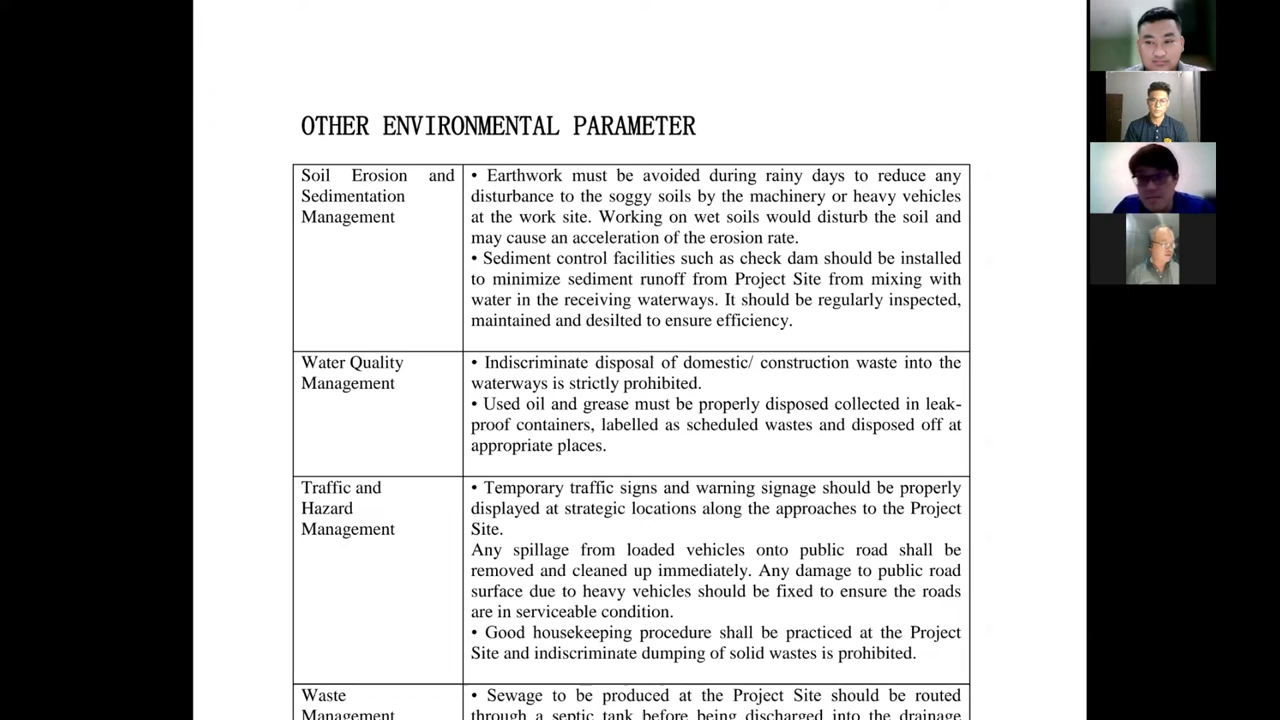 OTHER ENVIRONMENTAL PARAMETER
Soil Erosion and
Sedimentation
Management
• Earthwork must be avoided during rainy days to reduce any
disturbance to the soggy soils by the machinery or heavy vehicles
at the work site. Working on wet soils would disturb the soil and
may cause an acceleration of the erosion rate.
• Sediment control facilities such as check dam should be installed
to minimize sediment runoff from Project Site from mixing with
water in the receiving waterways. It should be regularly inspected,
maintained and desilted to ensure efficiency.
Water Quality
Management
• Indiscriminate disposal of domestic/ construction waste into the
waterways is strictly prohibited.
• Used oil and grease must be properly disposed collected in leak-
proof containers, labelled as scheduled wastes and disposed off at
appropriate places.
Traffic and
Hazard
Management
• Temporary traffic signs and warning signage should be properly
displayed at strategic locations along the approaches to the Project
Site.
Any spillage from loaded vehicles onto public road shall be
removed and cleaned up immediately. Any damage to public road
surface due to heavy vehicles should be fixed to ensure the roads
are in serviceable condition.
• Good housekeeping procedure shall be practiced at the Project
Site and indiscriminate dumping of solid wastes is prohibited.
Waste
Management
• Sewage to be produced at the Project Site should be routed
through a septic tank before being discharged into the drainage